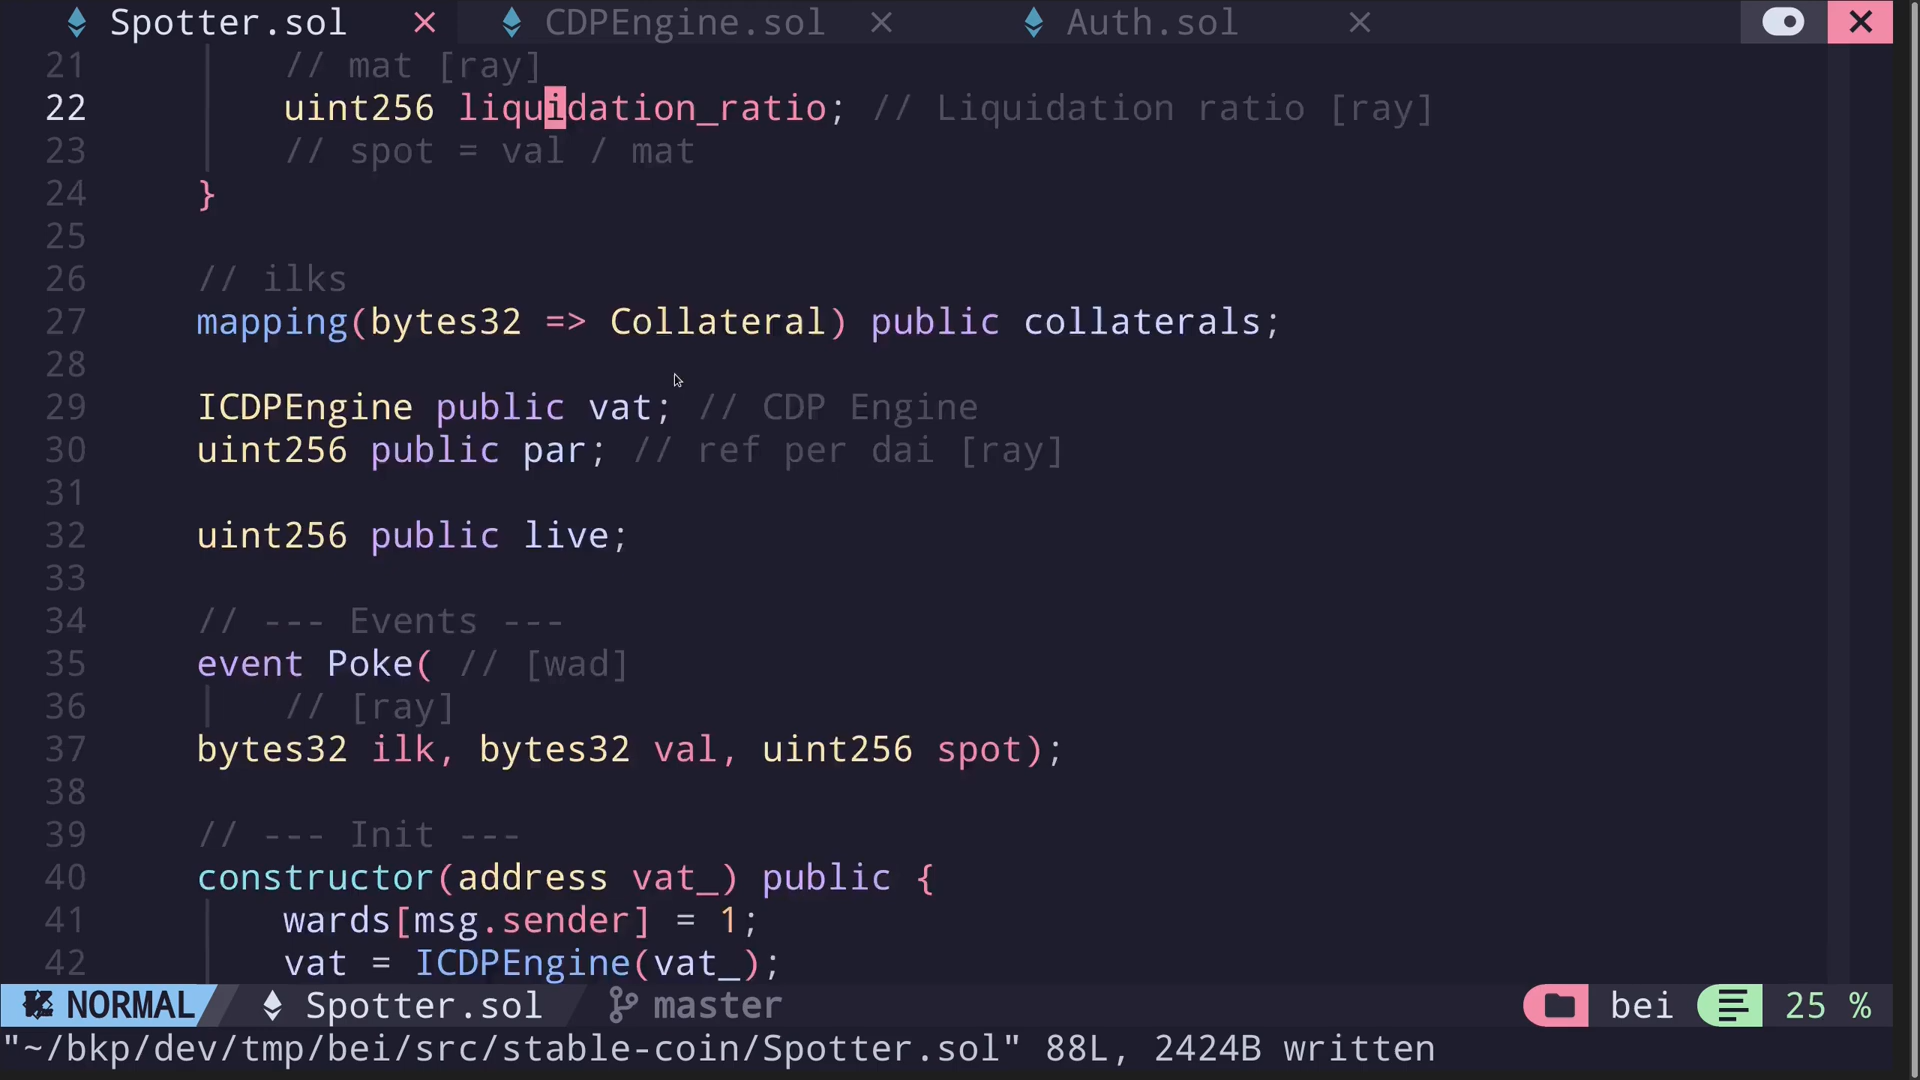 Spotter.sol CDPEngine.sol Auth.sol
21 // mat [ray]
22 uint256 liquidation_ratio; // Liquidation ratio [ray]
23 // spot = val / mat
24 }
25
26 // ilks
27 mapping(bytes32 => Collateral) public collaterals;
28
29 ICDPEngine public vat; // CDP Engine
30 uint256 public par; // ref per dai [ray]
31
32 uint256 public live;
33
34 // --- Events ---
35 event Poke( // [wad]
36 // [ray]
37 bytes32 ilk, bytes32 val, uint256 spot);
38
39 // --- Init ---
40 constructor(address vat_) public {
41 wards[msg.sender] = 1;
42 vat = ICDPEngine(vat_);
NORMAL Spotter.sol master bei 25 %
"~/bkp/dev/tmp/bei/src/stable-coin/Spotter.sol" 88L, 2424B written